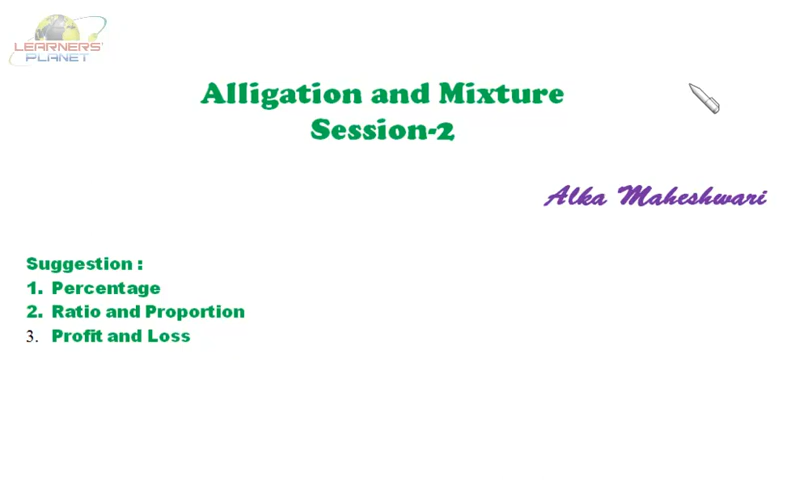 LEARNERS'
PLANET
Alligation and Mixture
Session-2
Alka Maheshwari
Suggestion :
1. Percentage
2. Ratio and Proportion
3. Profit and Loss